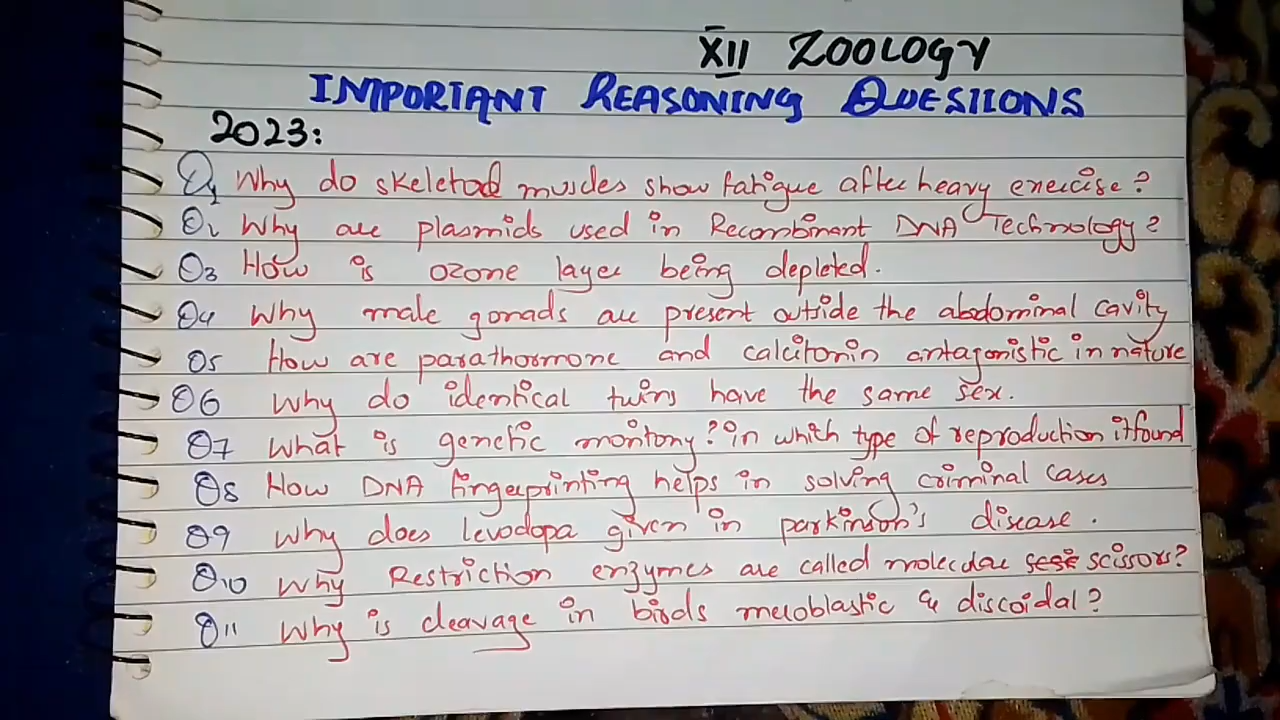 XII ZOOLOGY
IMPORTANT REASONING QUESTIONS
2023:
Q1 Why do skeletal muscles show fatigue after heavy exercise?
Q2 Why are plasmids used in Recombinant DNA Technology?
Q3 How is ozone layer being depleted.
Q4 Why male gonads are present outside the abdominal cavity
Q5 How are parathormone and calcitonin antagonistic in nature
Q6 Why do identical twins have the same sex.
Q7 What is genetic montony? in which type of reproduction it found
Q8 How DNA fingerprinting helps in solving criminal cases
Q9 Why does levodopa given in parkinson's disease.
Q10 Why Restriction enzymes are called molecular scissors?
Q11 Why is cleavage in birds meroblastic & discoidal?